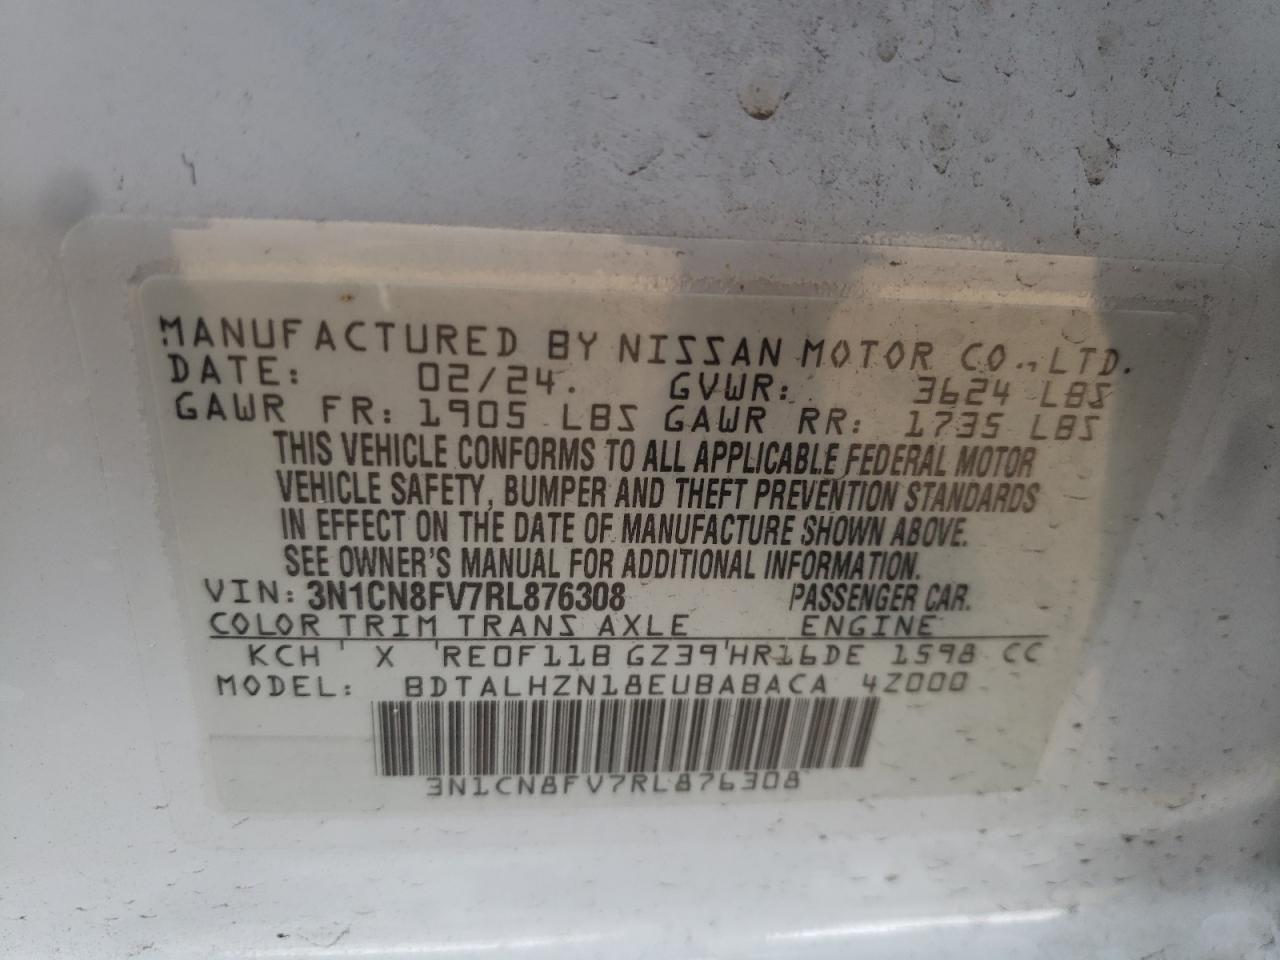 MANUFACTURED BY NISSAN MOTOR CO., LTD.
DATE: 02/24. GVWR: 3624 LBS
GAWR FR: 1905 LBS GAWR RR: 1735 LBS
THIS VEHICLE CONFORMS TO ALL APPLICABLE FEDERAL MOTOR
VEHICLE SAFETY, BUMPER AND THEFT PREVENTION STANDARDS
IN EFFECT ON THE DATE OF MANUFACTURE SHOWN ABOVE.
SEE OWNER'S MANUAL FOR ADDITIONAL INFORMATION.
VIN: 3N1CN8FV7RL876308 PASSENGER CAR.
COLOR TRIM TRANS AXLE ENGINE
KCH ' X 'RE0F11B GZ39'HR16DE 1598 CC
MODEL: BDTALHZN18EUBABACA 4Z000
3N1CN8FV7RL876308